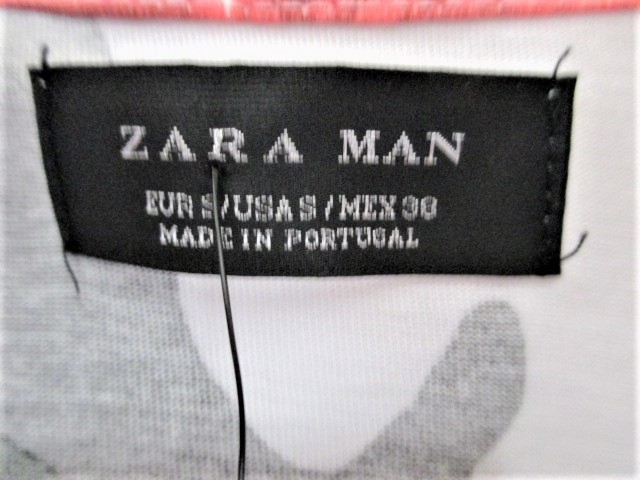 ZARA MAN
EUR S/USA S/MEX 38
MADE IN PORTUGAL